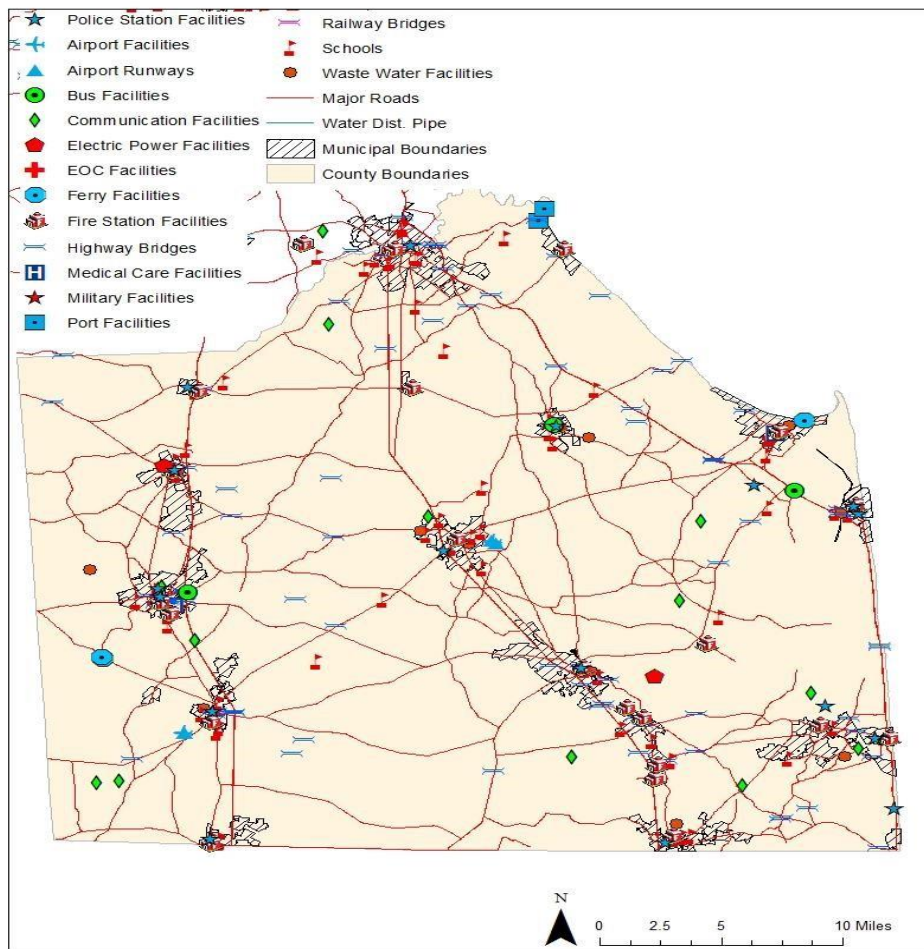 Police Station Facilities
Airport Facilities
Airport Runways
Bus Facilities
Communication Facilities
Electric Power Facilities
EOC Facilities
Ferry Facilities
Fire Station Facilities
Highway Bridges
H Medical Care Facilities
Military Facilities
Port Facilities
Railway Bridges
Schools
Waste Water Facilities
Major Roads
Water Dist. Pipe
Municipal Boundaries
County Boundaries
N
0 2.5 5 10 Miles